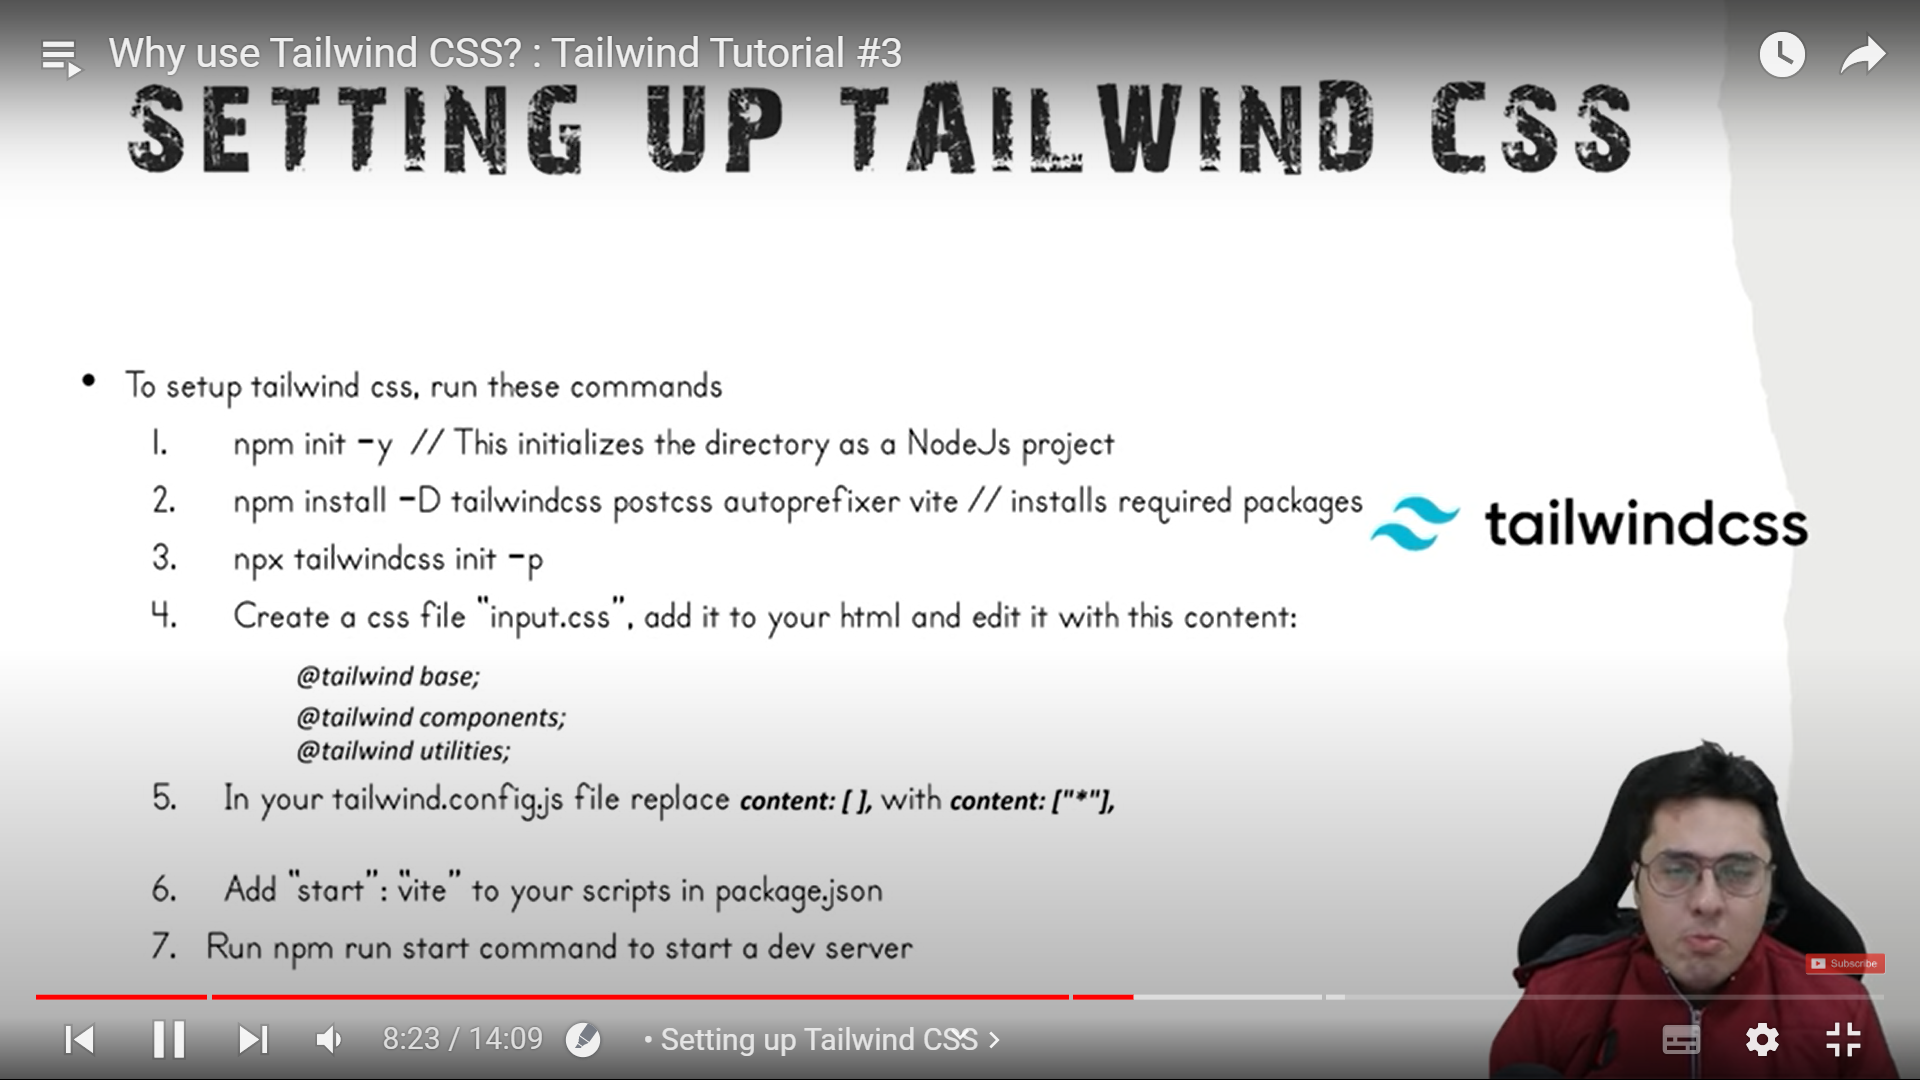 Why use Tailwind CSS? : Tailwind Tutorial #3
SETTING UP TAILWIND CSS
• To setup tailwind css, run these commands
1. npm init -y // This initializes the directory as a NodeJs project
2. npm install -D tailwindcss postcss autoprefixer vite // installs required packages
tailwindcss
3. npx tailwindcss init -p
4. Create a css file "input.css", add it to your html and edit it with this content:
@tailwind base;
@tailwind components;
@tailwind utilities;
5. In your tailwind.config.js file replace content: [ ], with content: ["*"],
6. Add "start": "vite" to your scripts in package.json
7. Run npm run start command to start a dev server
Subscribe
8:23 / 14:09 • Setting up Tailwind CSS >